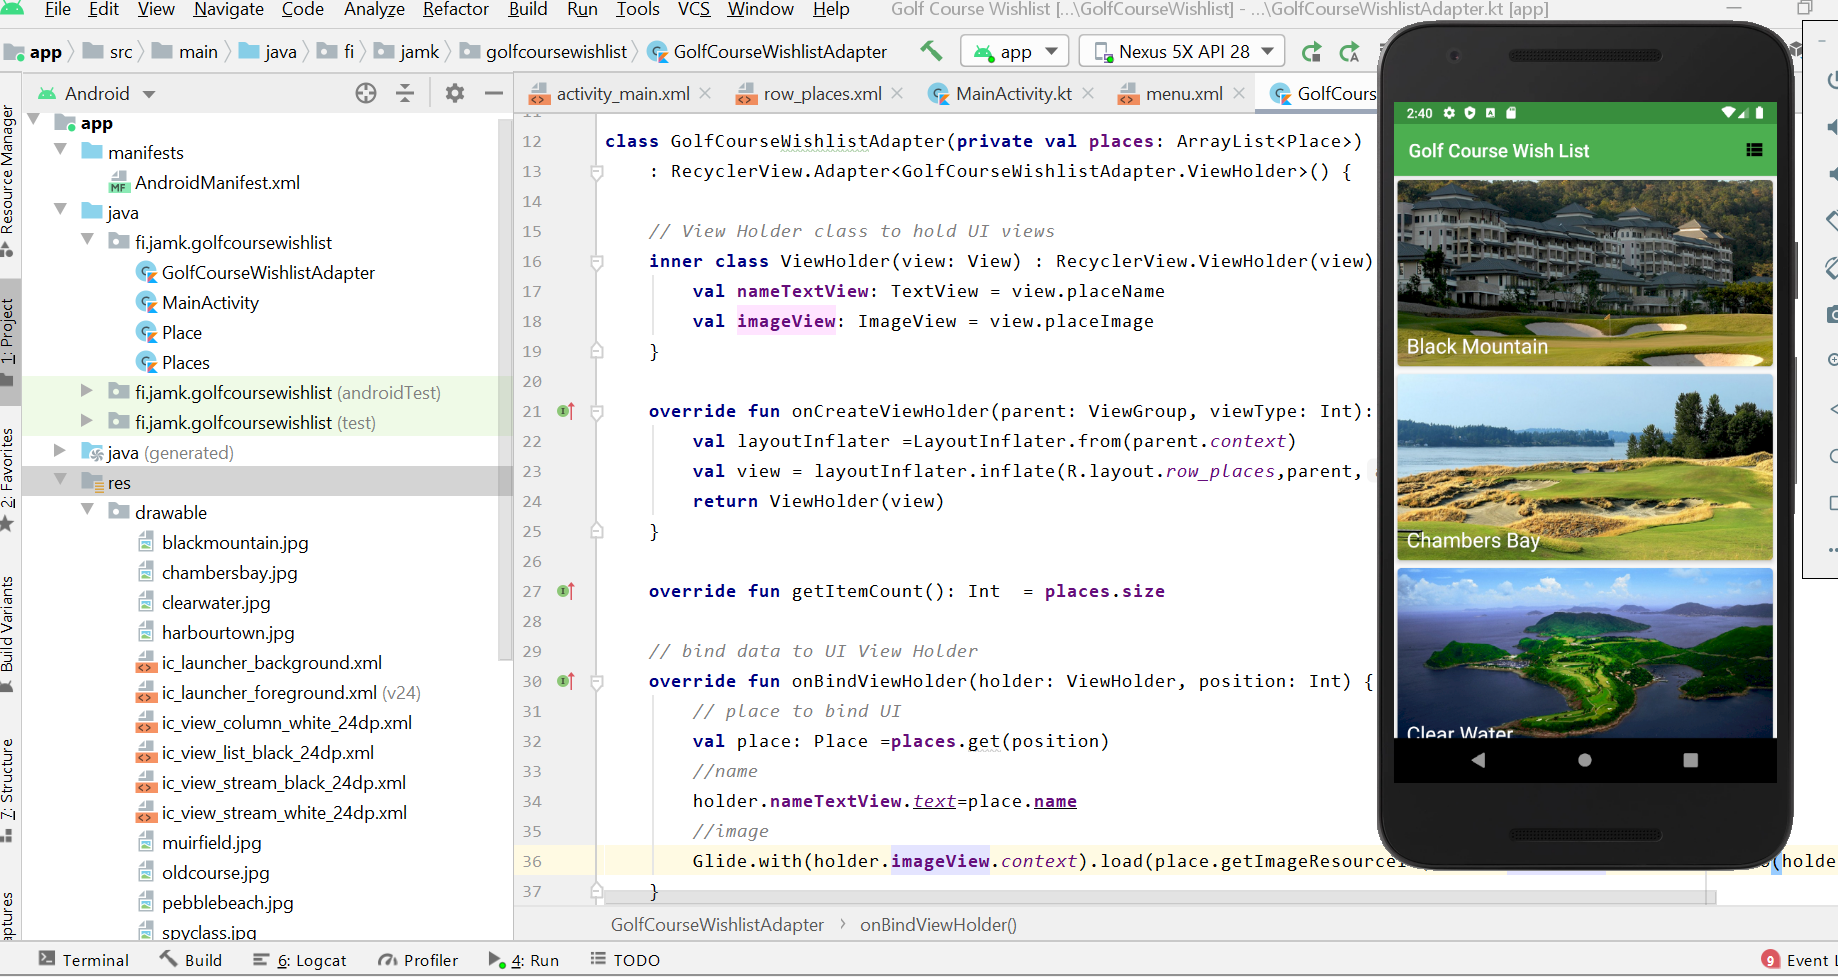 File Edit View Navigate Code Analyze Refactor Build Run Tools VCS Window Help Golf Course Wishlist [...\GolfCourseWishlist] - ...\GolfCourseWishlistAdapter.kt [app]
app src main java fi jamk golfcoursewishlist GolfCourseWishlistAdapter app Nexus 5X API 28
Android
activity_main.xml row_places.xml MainActivity.kt menu.xml GolfCours
Resource Manager
1: Project
2: Favorites
Build Variants
7: Structure
aptures
app
manifests
AndroidManifest.xml
java
fi.jamk.golfcoursewishlist
GolfCourseWishlistAdapter
MainActivity
Place
Places
fi.jamk.golfcoursewishlist (androidTest)
fi.jamk.golfcoursewishlist (test)
java (generated)
res
drawable
blackmountain.jpg
chambersbay.jpg
clearwater.jpg
harbourtown.jpg
ic_launcher_background.xml
ic_launcher_foreground.xml (v24)
ic_view_column_white_24dp.xml
ic_view_list_black_24dp.xml
ic_view_stream_black_24dp.xml
ic_view_stream_white_24dp.xml
muirfield.jpg
oldcourse.jpg
pebblebeach.jpg
spyclass.jpg
11
12 class GolfCourseWishlistAdapter(private val places: ArrayList<Place>)
13 : RecyclerView.Adapter<GolfCourseWishlistAdapter.ViewHolder>() {
14
15 // View Holder class to hold UI views
16 inner class ViewHolder(view: View) : RecyclerView.ViewHolder(view)
17 val nameTextView: TextView = view.placeName
18 val imageView: ImageView = view.placeImage
19 }
20
21 override fun onCreateViewHolder(parent: ViewGroup, viewType: Int):
22 val layoutInflater =LayoutInflater.from(parent.context)
23 val view = layoutInflater.inflate(R.layout.row_places,parent,
24 return ViewHolder(view)
25 }
26
27 override fun getItemCount(): Int = places.size
28
29 // bind data to UI View Holder
30 override fun onBindViewHolder(holder: ViewHolder, position: Int) {
31 // place to bind UI
32 val place: Place =places.get(position)
33 //name
34 holder.nameTextView.text=place.name
35 //image
36 Glide.with(holder.imageView.context).load(place.getImageResourceI (holde
37 }
GolfCourseWishlistAdapter onBindViewHolder()
2:40
Golf Course Wish List
Black Mountain
Chambers Bay
Clear Water
Terminal Build 6: Logcat Profiler 4: Run TODO 9 Event L